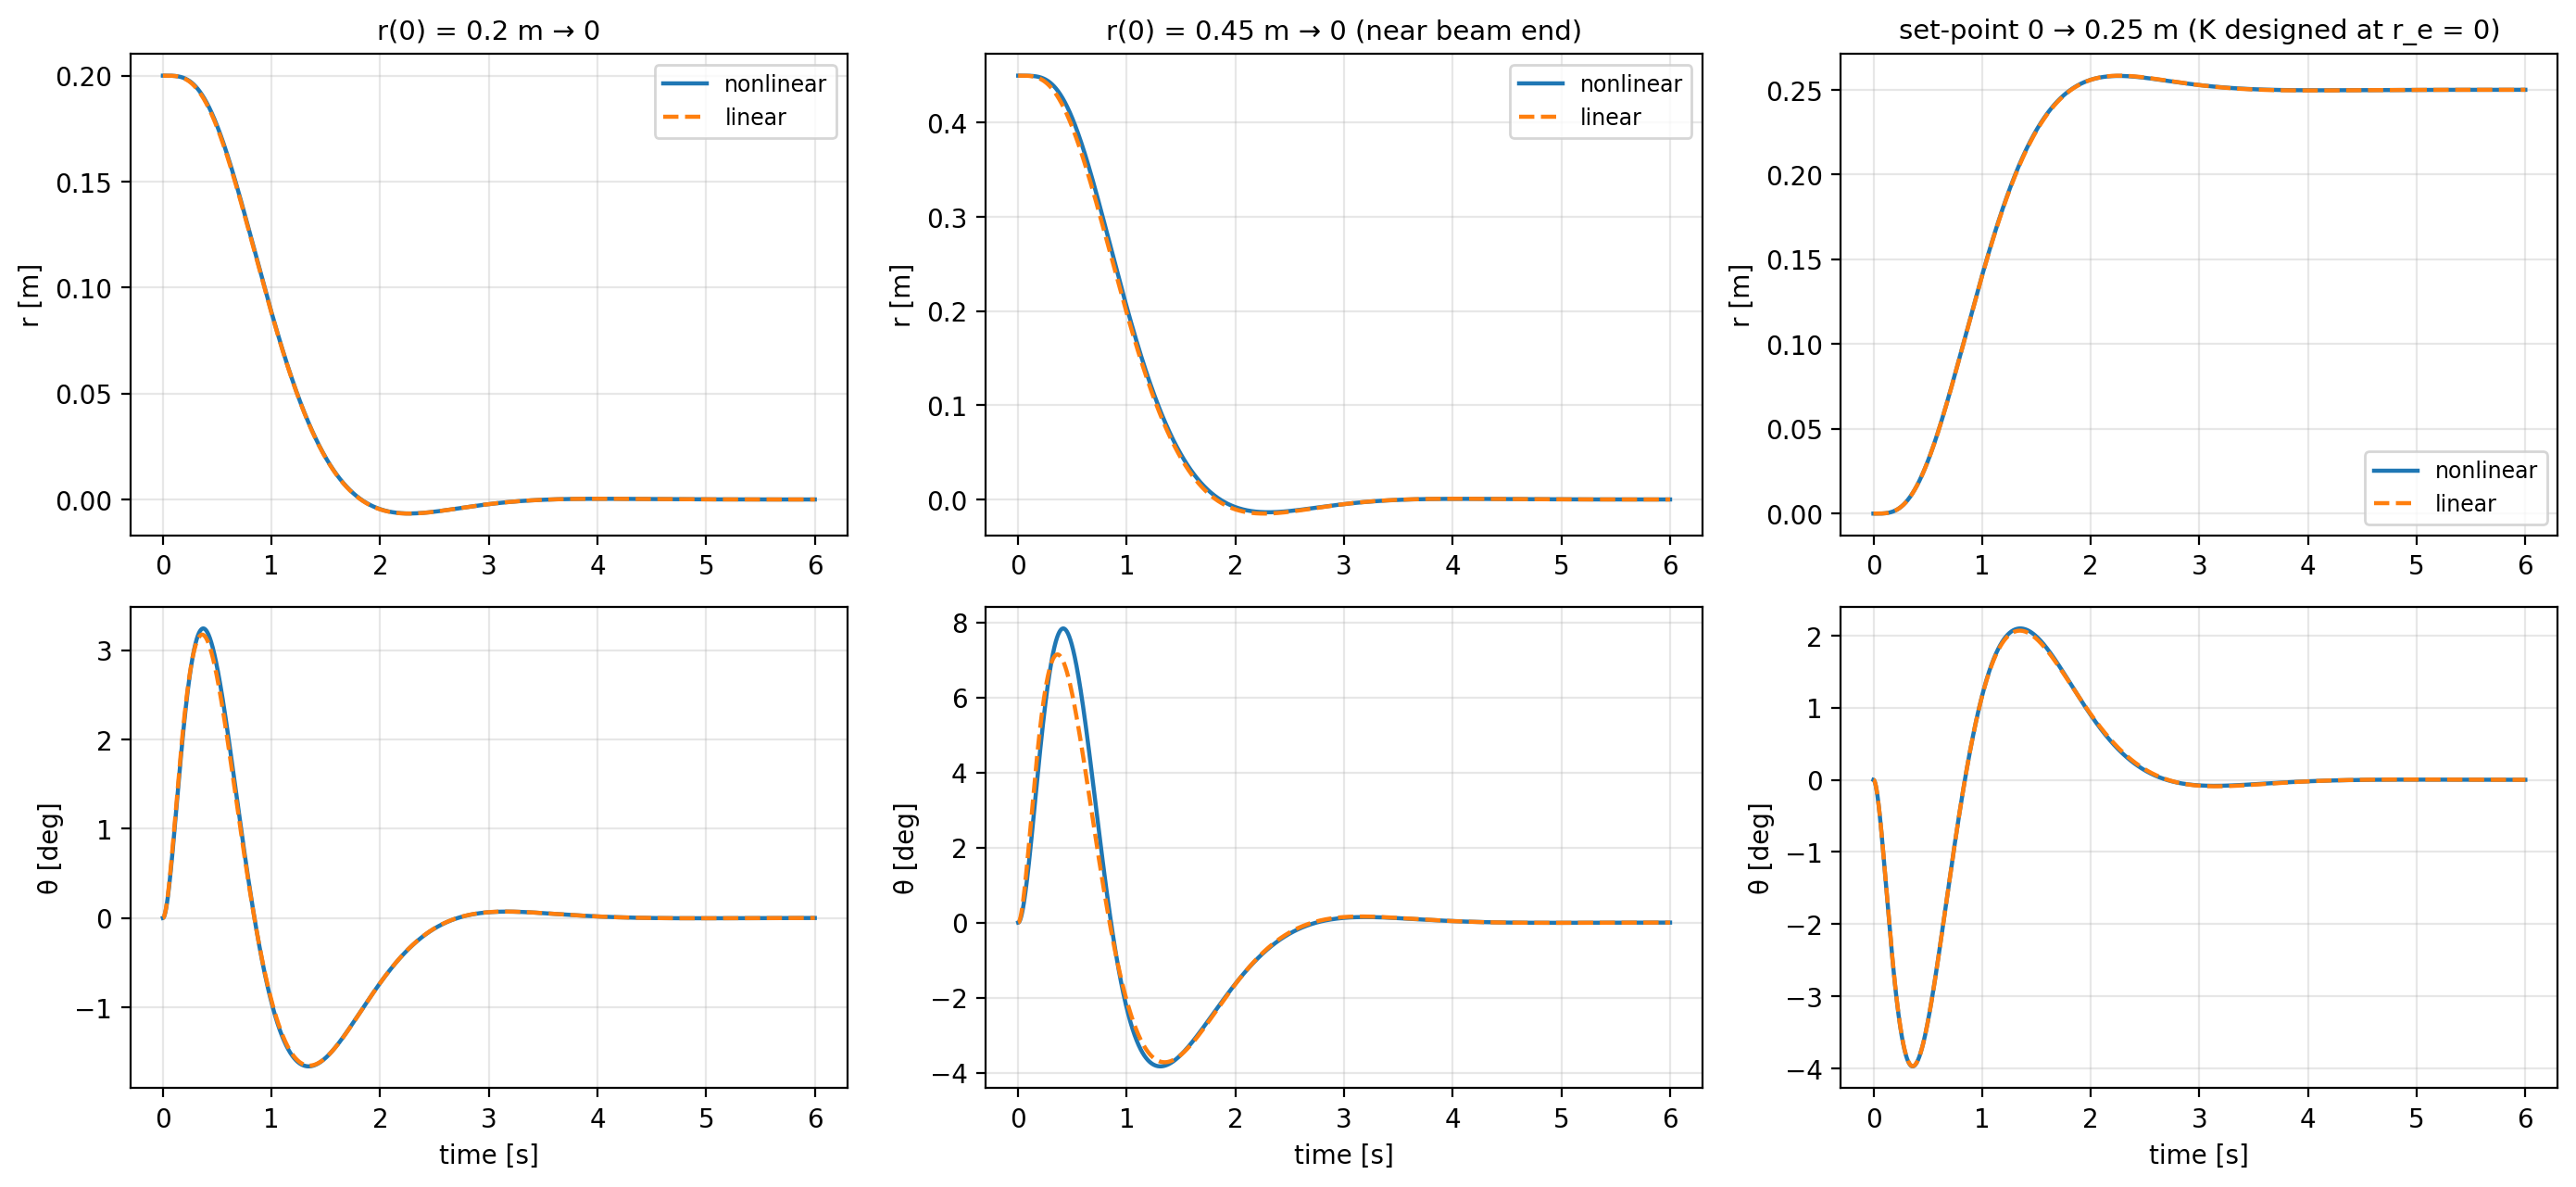 r(0) = 0.2 m → 0
0.20
0.15
0.10
0.05
0.00
r [m]
nonlinear
linear
0 1 2 3 4 5 6
r(0) = 0.45 m → 0 (near beam end)
0.4
0.3
0.2
0.1
0.0
r [m]
nonlinear
linear
0 1 2 3 4 5 6
set-point 0 → 0.25 m (K designed at r_e = 0)
0.25
0.20
0.15
0.10
0.05
0.00
r [m]
nonlinear
linear
0 1 2 3 4 5 6
3
2
1
0
−1
θ [deg]
0 1 2 3 4 5 6
time [s]
8
6
4
2
0
−2
−4
θ [deg]
0 1 2 3 4 5 6
time [s]
2
1
0
−1
−2
−3
−4
θ [deg]
0 1 2 3 4 5 6
time [s]